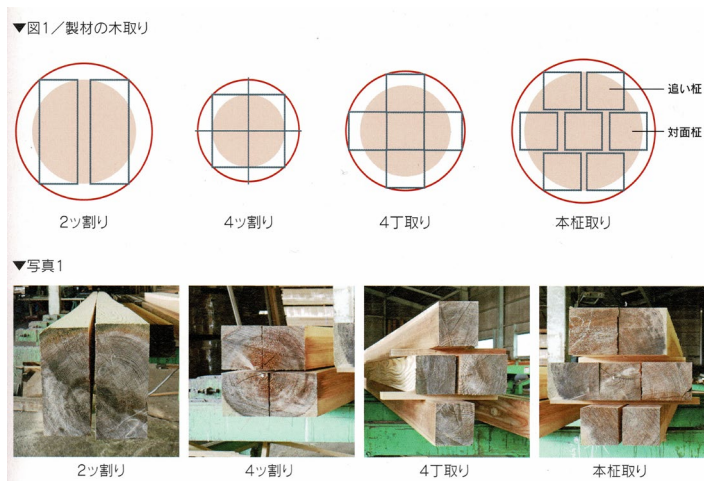 ▼図1／製材の木取り
追い柾
対面柾
2ツ割り
4ツ割り
4丁取り
本柾取り
▼写真1
2ツ割り
4ツ割り
4丁取り
本柾取り